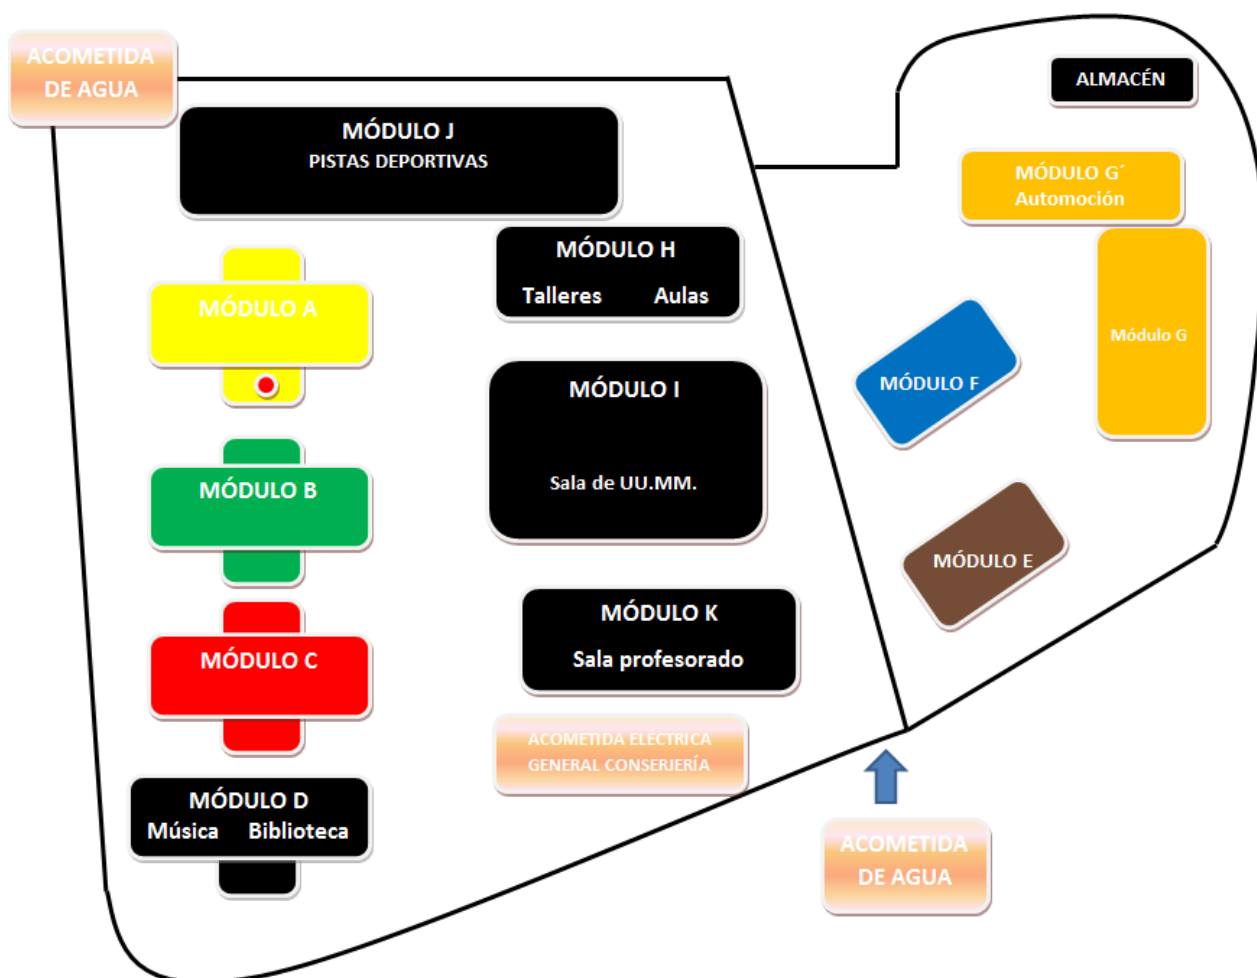 ACOMETIDA
DE AGUA
ALMACÉN
MÓDULO J
PISTAS DEPORTIVAS
MÓDULO G´
Automoción
MÓDULO H
Talleres Aulas
MÓDULO A
Módulo G
MÓDULO F
MÓDULO I
Sala de UU.MM.
MÓDULO B
MÓDULO E
MÓDULO K
Sala profesorado
MÓDULO C
ACOMETIDA ELÉCTRICA
GENERAL CONSERJERÍA
MÓDULO D
Música Biblioteca
ACOMETIDA
DE AGUA